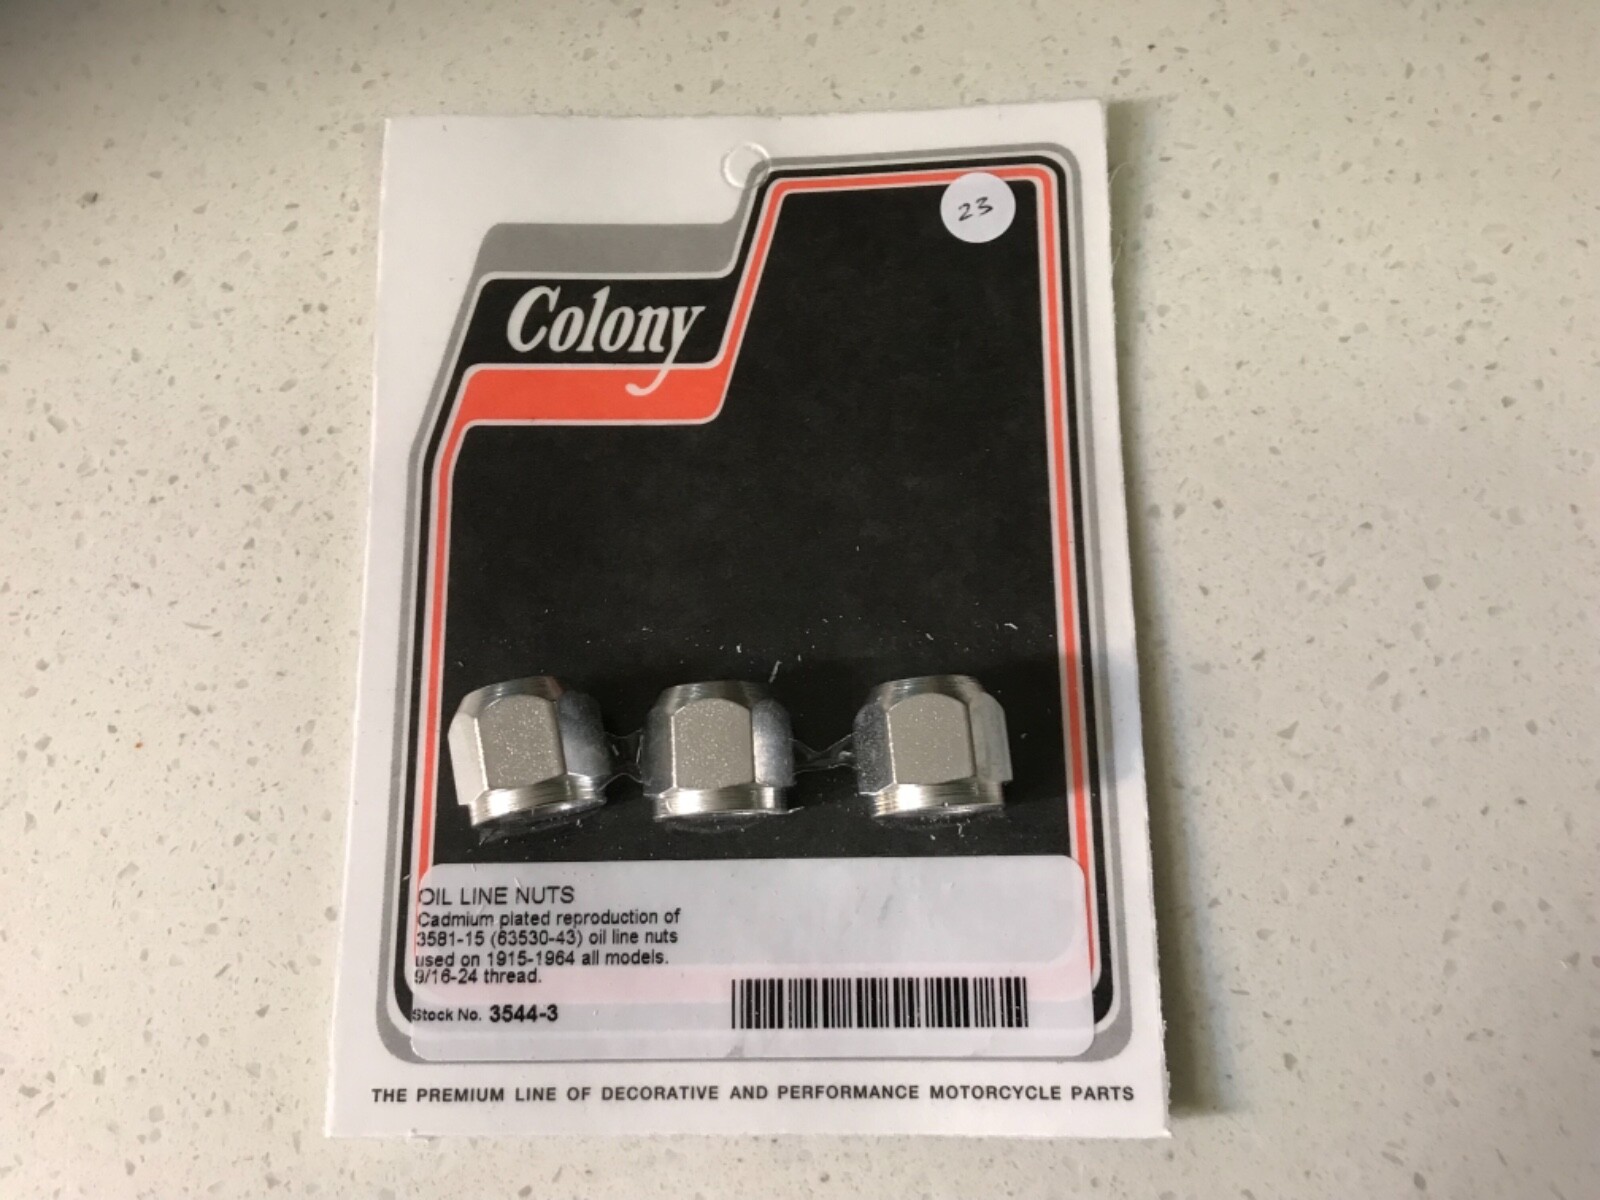 23
Colony
OIL LINE NUTS
Cadmium plated reproduction of
3581-15 (63530-43) oil line nuts
used on 1915-1964 all models.
9/16-24 thread.
Stock No. 3544-3
THE PREMIUM LINE OF DECORATIVE AND PERFORMANCE MOTORCYCLE PARTS